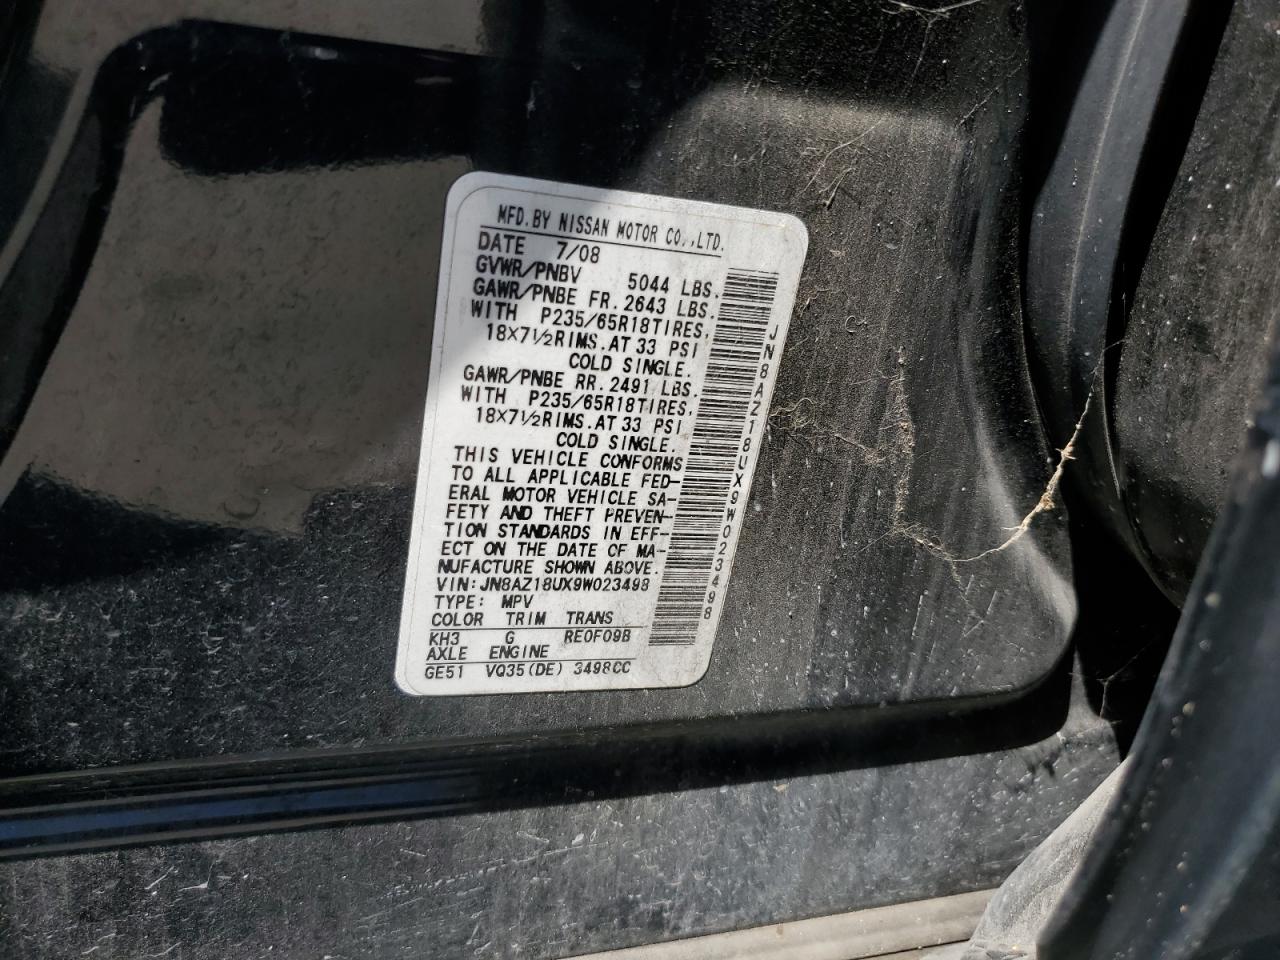 MFD.BY NISSAN MOTOR CO.,LTD.
DATE 7/08
GVWR/PNBV 5044 LBS.
GAWR/PNBE FR.2643 LBS.
WITH P235/65R18TIRES,
18×7½RIMS.AT 33 PSI
COLD SINGLE.
GAWR/PNBE RR.2491 LBS.
WITH P235/65R18TIRES,
18×7½RIMS.AT 33 PSI
COLD SINGLE.
THIS VEHICLE CONFORMS
TO ALL APPLICABLE FED-
ERAL MOTOR VEHICLE SA-
FETY AND THEFT PREVEN-
TION STANDARDS IN EFF-
ECT ON THE DATE OF MA-
NUFACTURE SHOWN ABOVE.
VIN:JN8AZ18UX9W023498
TYPE: MPV
COLOR TRIM TRANS
KH3 G RE0F09B
AXLE ENGINE
GE51 VQ35(DE) 3498CC
JN8AZ18UX9W023498